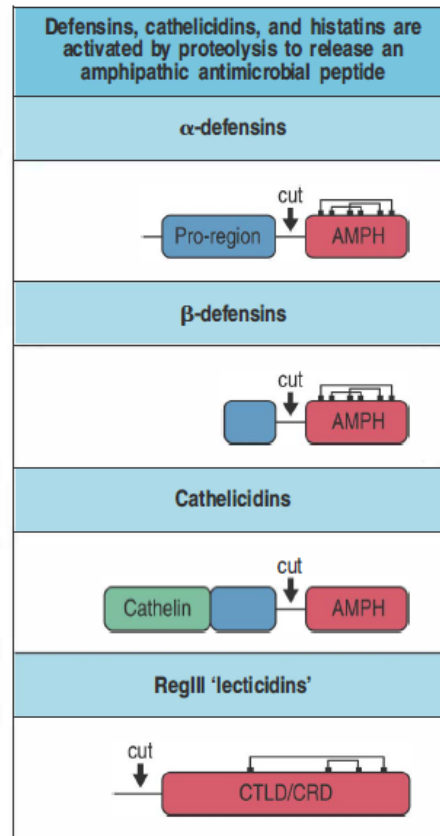 Defensins, cathelicidins, and histatins are
activated by proteolysis to release an
amphipathic antimicrobial peptide
α-defensins
cut
Pro-region AMPH
β-defensins
cut
AMPH
Cathelicidins
cut
Cathelin AMPH
RegIII ‘lecticidins’
cut
CTLD/CRD